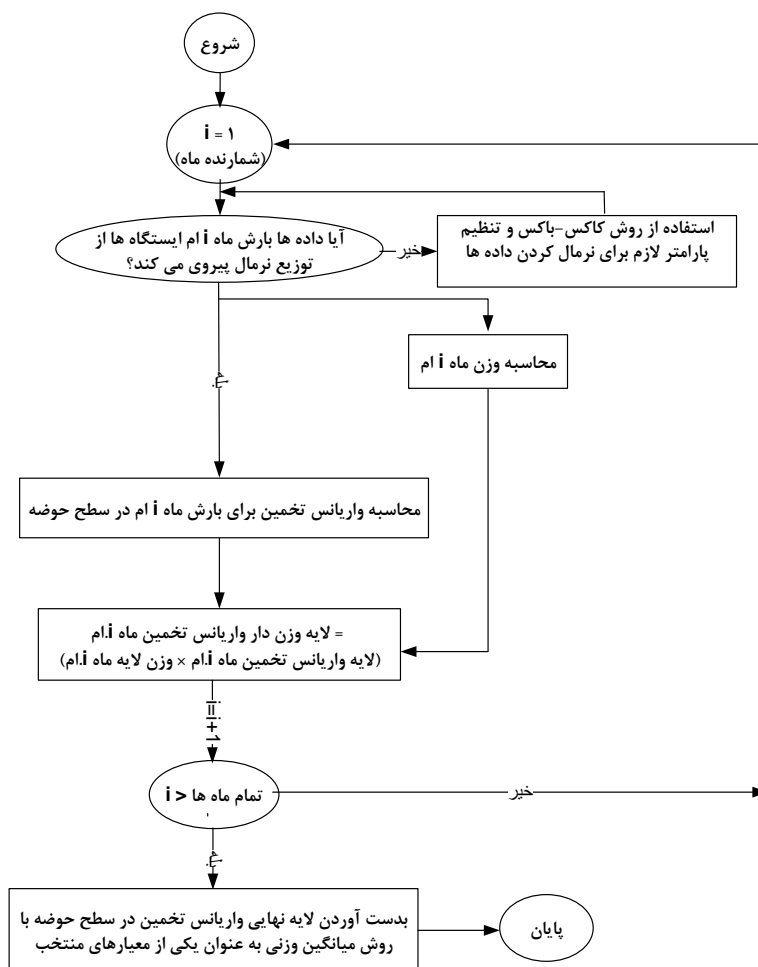 شروع
i = ۱
(شمارنده ماه)
آیا داده ها بارش ماه i ام ایستگاه ها از
توزیع نرمال پیروی می کند؟
خیر
استفاده از روش کاکس-باکس و تنظیم
پارامتر لازم برای نرمال کردن داده ها
محاسبه وزن ماه i ام
بله
محاسبه واریانس تخمین برای بارش ماه i ام در سطح حوضه
= لایه وزن دار واریانس تخمین ماه i.ام
(لایه واریانس تخمین ماه i.ام × وزن لایه ماه i.ام)
i=i+1
تمام ماه ها < i
خیر
بله
بدست آوردن لایه نهایی واریانس تخمین در سطح حوضه با
روش میانگین وزنی به عنوان یکی از معیارهای منتخب
پایان